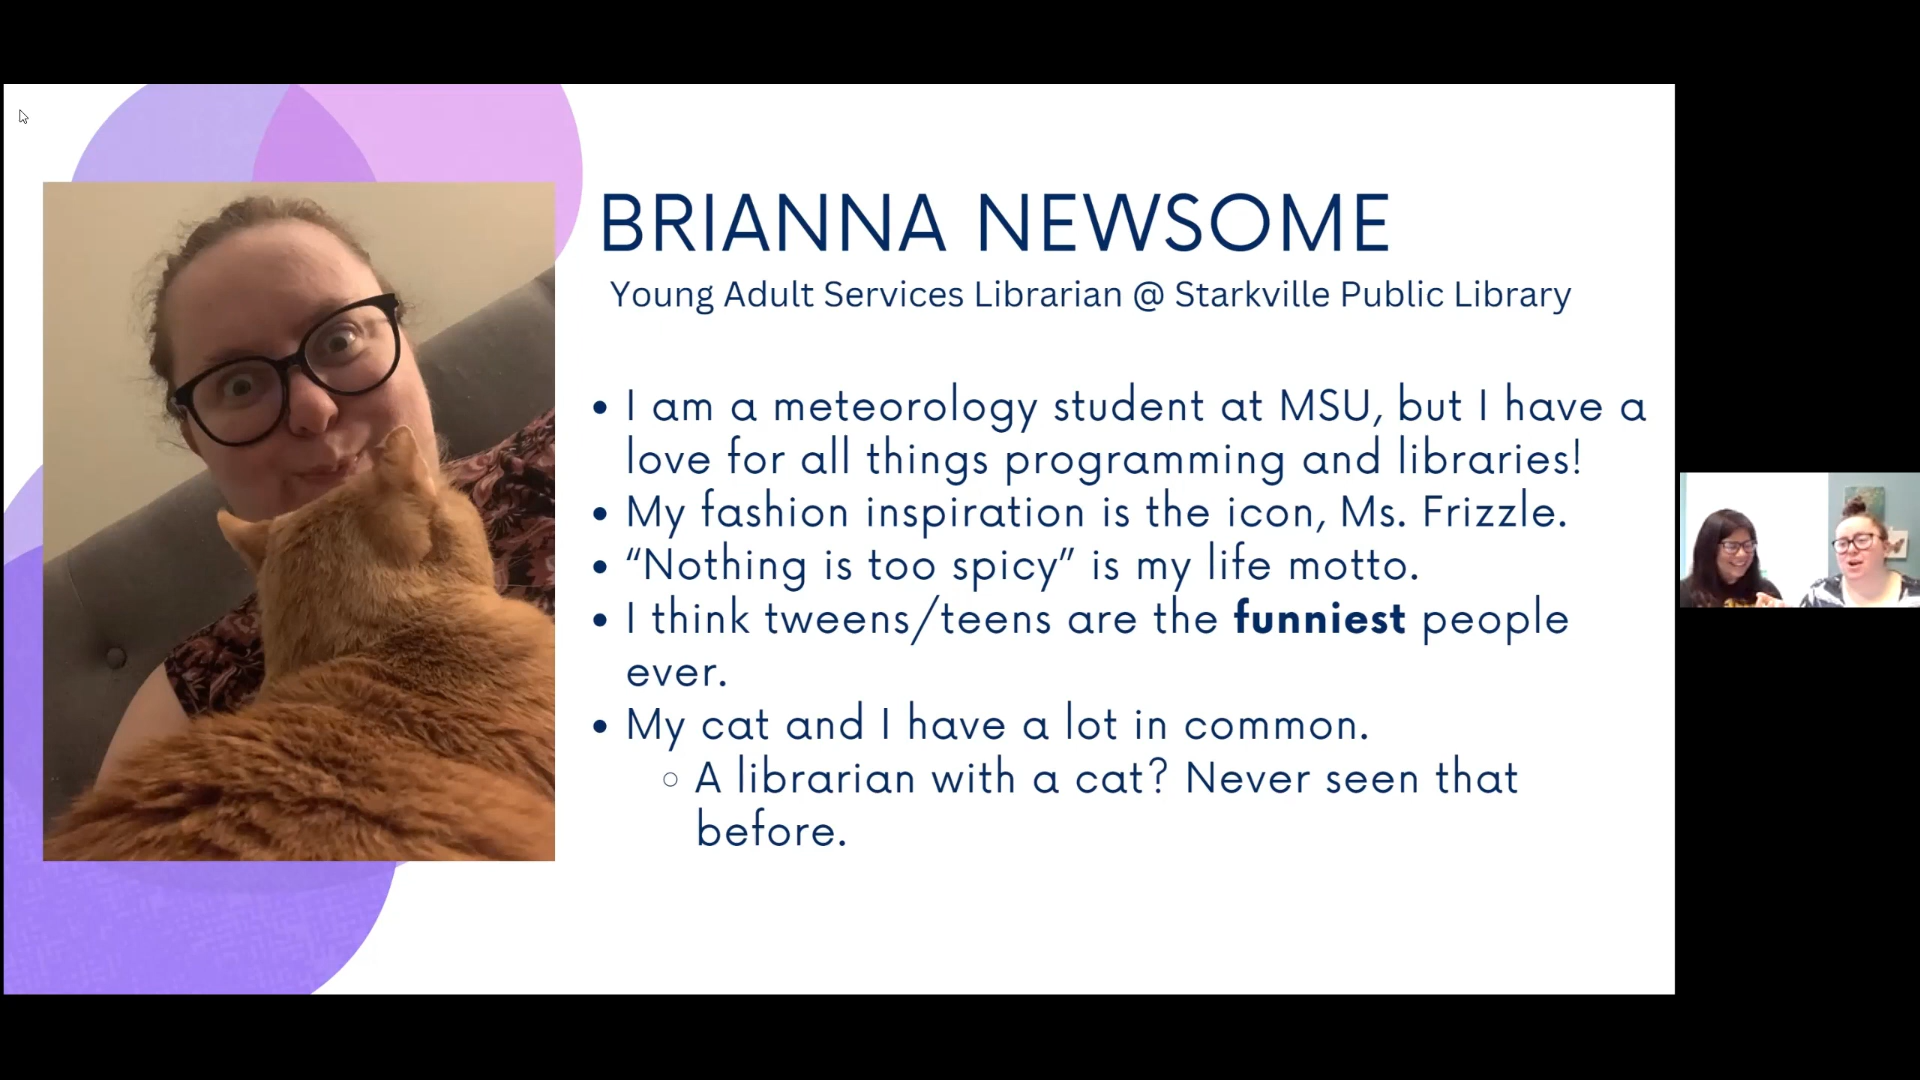 BRIANNA NEWSOME
Young Adult Services Librarian @ Starkville Public Library
• I am a meteorology student at MSU, but I have a
love for all things programming and libraries!
• My fashion inspiration is the icon, Ms. Frizzle.
• “Nothing is too spicy” is my life motto.
• I think tweens/teens are the funniest people
ever.
• My cat and I have a lot in common.
○ A librarian with a cat? Never seen that
before.